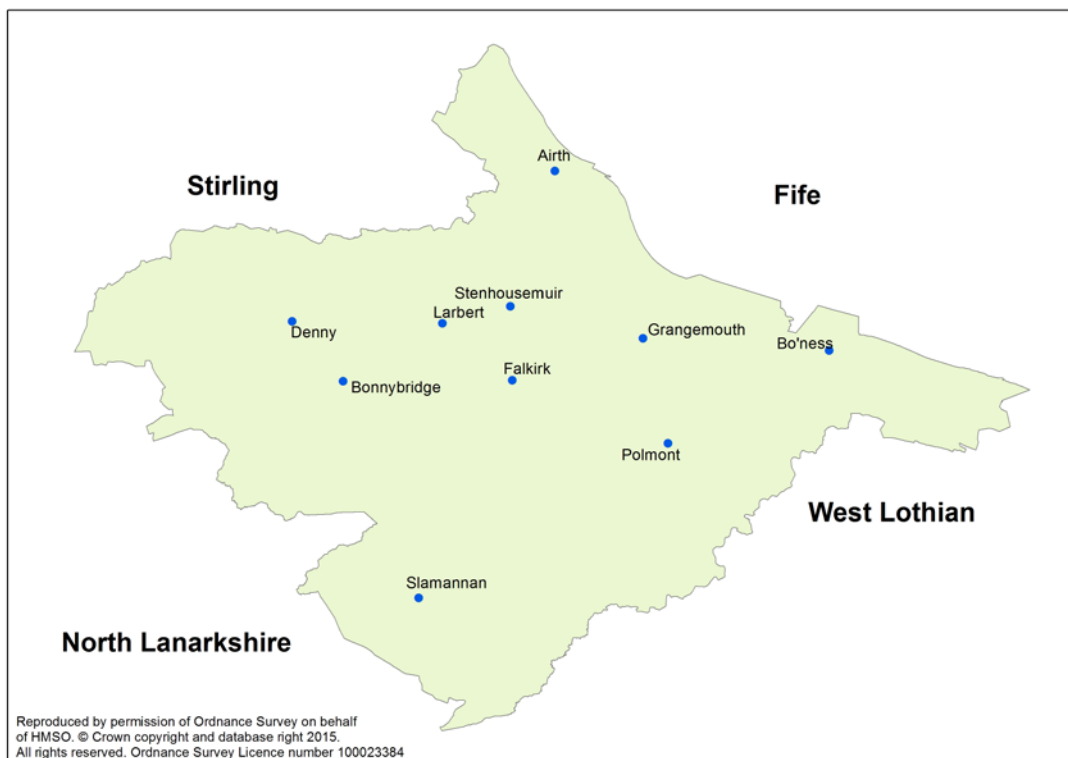 Airth
Stirling
Fife
Stenhousemuir
Larbert
Denny
Grangemouth
Bo'ness
Falkirk
Bonnybridge
Polmont
West Lothian
Slamannan
North Lanarkshire
Reproduced by permission of Ordnance Survey on behalf
of HMSO. © Crown copyright and database right 2015.
All rights reserved. Ordnance Survey Licence number 100023384